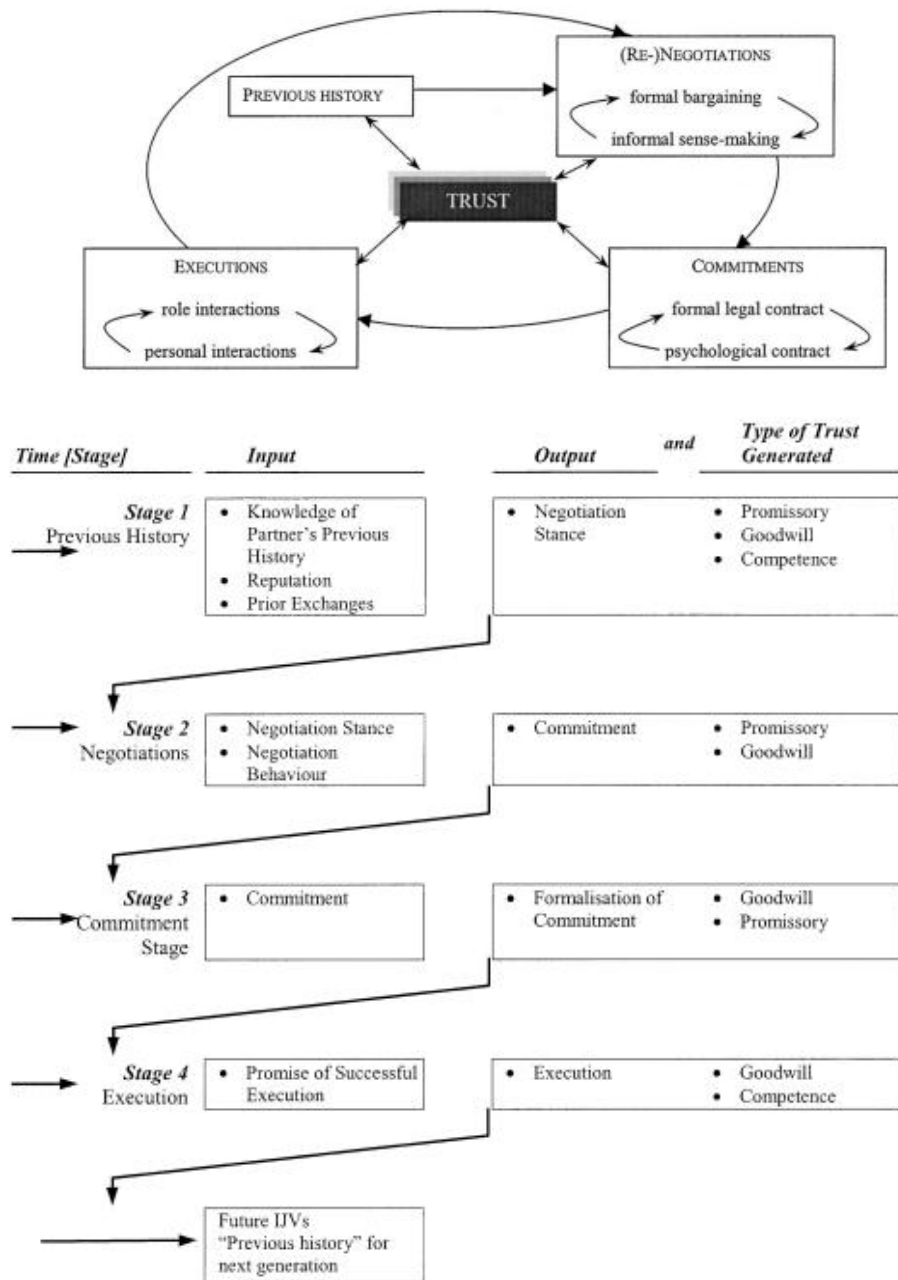 (RE-)NEGOTIATIONS
PREVIOUS HISTORY
formal bargaining
informal sense-making
TRUST
EXECUTIONS
COMMITMENTS
role interactions
formal legal contract
personal interactions
psychological contract
Time [Stage]
Input
Output
and
Type of Trust
Generated
Stage 1
Previous History
• Knowledge of
Partner's Previous
History
• Reputation
• Prior Exchanges
• Negotiation
Stance
• Promissory
• Goodwill
• Competence
Stage 2
Negotiations
• Negotiation Stance
• Negotiation
Behaviour
• Commitment
• Promissory
• Goodwill
Stage 3
Commitment
Stage
• Commitment
• Formalisation of
Commitment
• Goodwill
• Promissory
Stage 4
Execution
• Promise of Successful
Execution
• Execution
• Goodwill
• Competence
Future IJVs
"Previous history" for
next generation